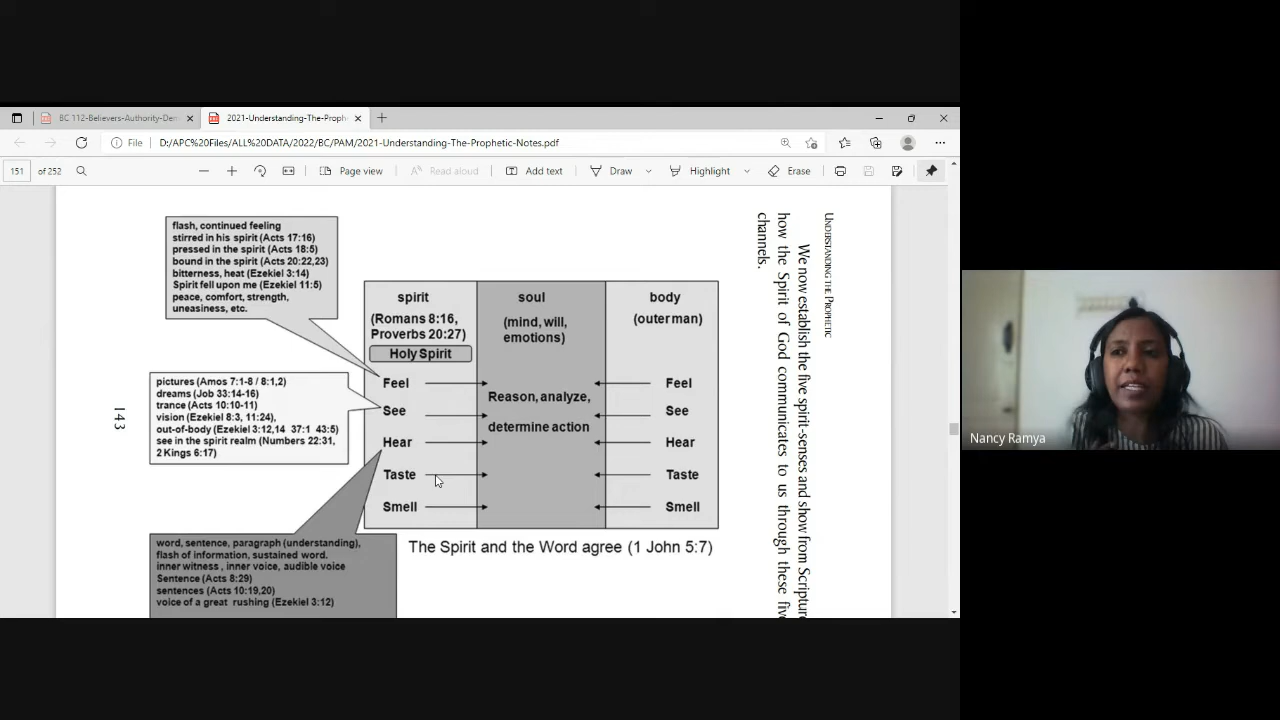 BC 112-Believers-Authority-Den
2021-Understanding-The-Proph
File
D:/APC%20Files/ALL%20DATA/2022/BC/PAM/2021-Understanding-The-Prophetic-Notes.pdf
151 of 252
Page view
Read aloud
Add text
Draw
Highlight
Erase
flash, continued feeling
stirred in his spirit (Acts 17:16)
pressed in the spirit (Acts 18:5)
bound in the spirit (Acts 20:22,23)
bitterness, heat (Ezekiel 3:14)
Spirit fell upon me (Ezekiel 11:5)
peace, comfort, strength,
uneasiness, etc.
pictures (Amos 7:1-8 / 8:1,2)
dreams (Job 33:14-16)
trance (Acts 10:10-11)
vision (Ezekiel 8:3, 11:24),
out-of-body (Ezekiel 3:12,14 37:1 43:5)
see in the spirit realm (Numbers 22:31,
2 Kings 6:17)
word, sentence, paragraph (understanding),
flash of information, sustained word.
inner witness, inner voice, audible voice
Sentence (Acts 8:29)
sentences (Acts 10:19,20)
voice of a great rushing (Ezekiel 3:12)
spirit
(Romans 8:16,
Proverbs 20:27)
Holy Spirit
Feel
See
Hear
Taste
Smell
soul
(mind, will,
emotions)
Reason, analyze,
determine action
body
(outer man)
Feel
See
Hear
Taste
Smell
The Spirit and the Word agree (1 John 5:7)
143
UNDERSTANDING THE PROPHETIC
We now establish the five spirit-senses and show from Scripture
how the Spirit of God communicates to us through these five
channels.
Nancy Ramya